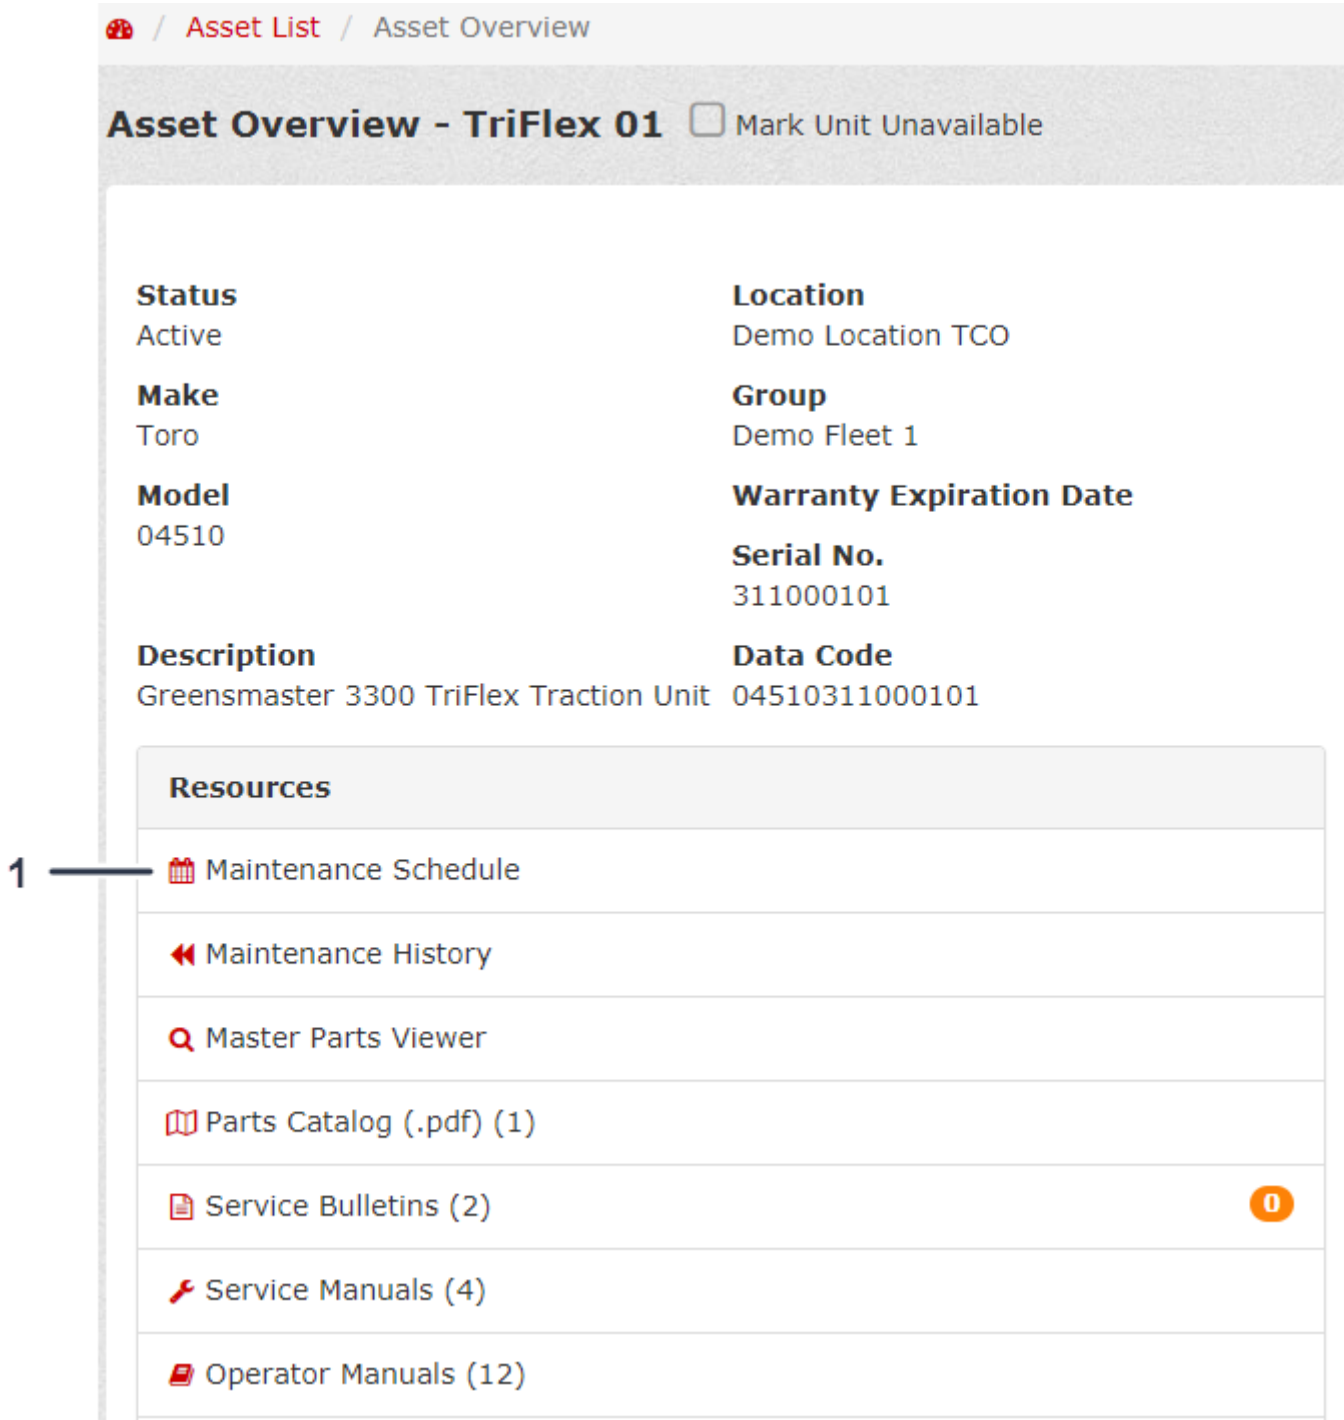 / Asset List / Asset Overview
Asset Overview - TriFlex 01 Mark Unit Unavailable
Status
Active
Location
Demo Location TCO
Make
Toro
Group
Demo Fleet 1
Model
04510
Warranty Expiration Date
Serial No.
311000101
Description
Greensmaster 3300 TriFlex Traction Unit
Data Code
04510311000101
Resources
1
Maintenance Schedule
Maintenance History
Master Parts Viewer
Parts Catalog (.pdf) (1)
Service Bulletins (2) 0
Service Manuals (4)
Operator Manuals (12)